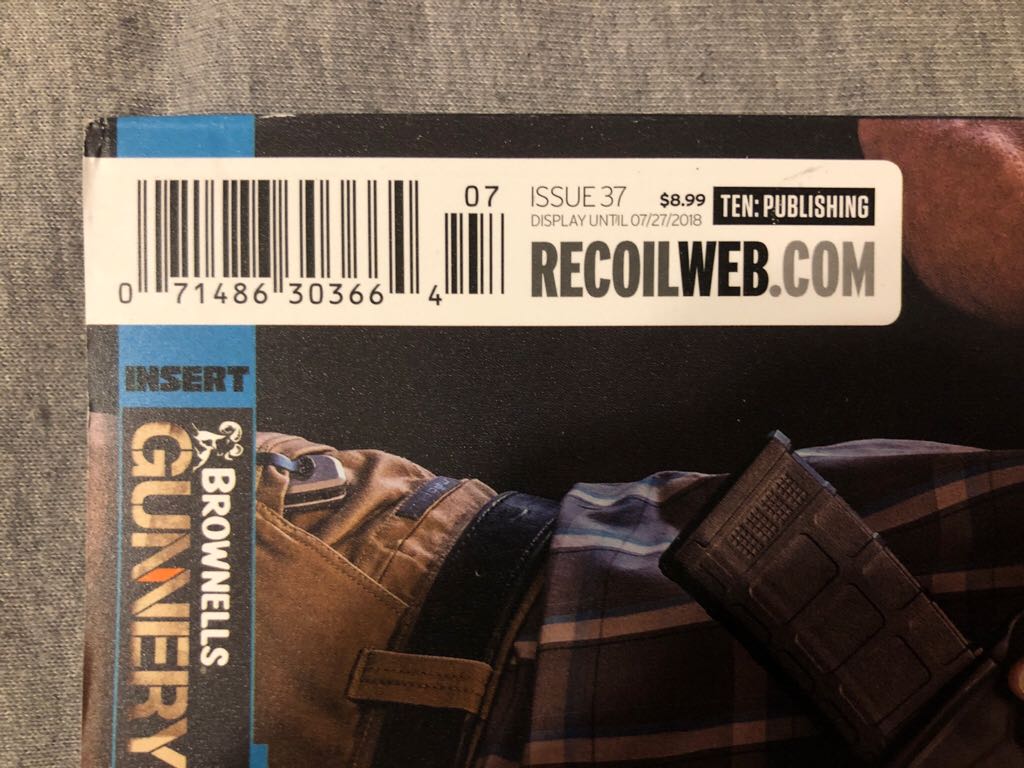 07
ISSUE 37 $8.99 TEN: PUBLISHING
DISPLAY UNTIL 07/27/2018
RECOILWEB.COM
0 71486 30366 4
INSERT
BROWNELLS
GUNNERY